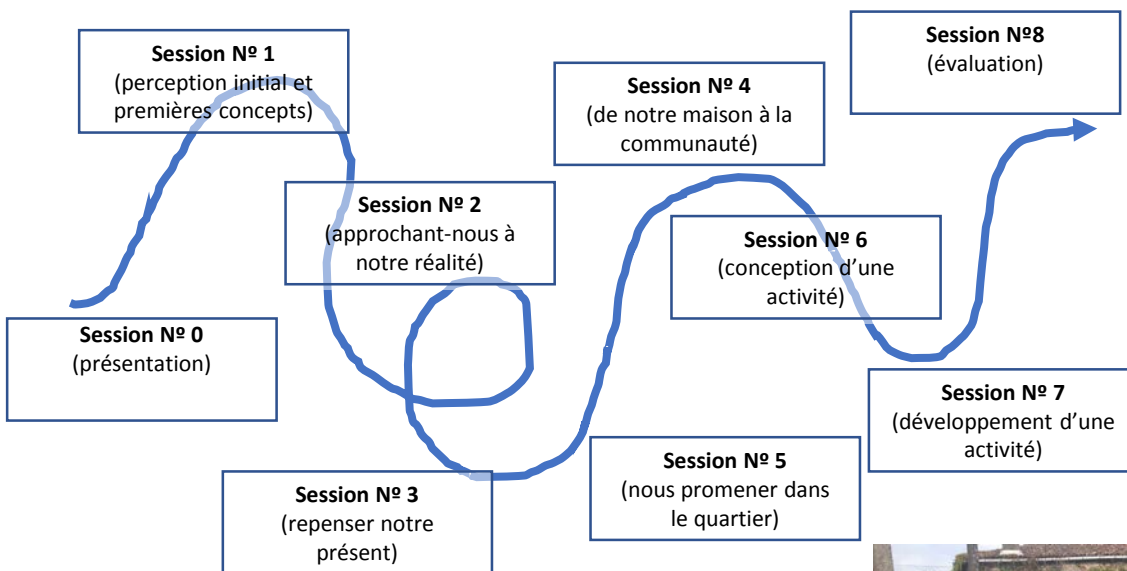 Session Nº 0
(présentation)
Session Nº 1
(perception initial et
premières concepts)
Session Nº 2
(approchant-nous à
notre réalité)
Session Nº 3
(repenser notre
présent)
Session Nº 4
(de notre maison à la
communauté)
Session Nº 5
(nous promener dans
le quartier)
Session Nº 6
(conception d’une
activité)
Session Nº 7
(développement d’une
activité)
Session Nº8
(évaluation)